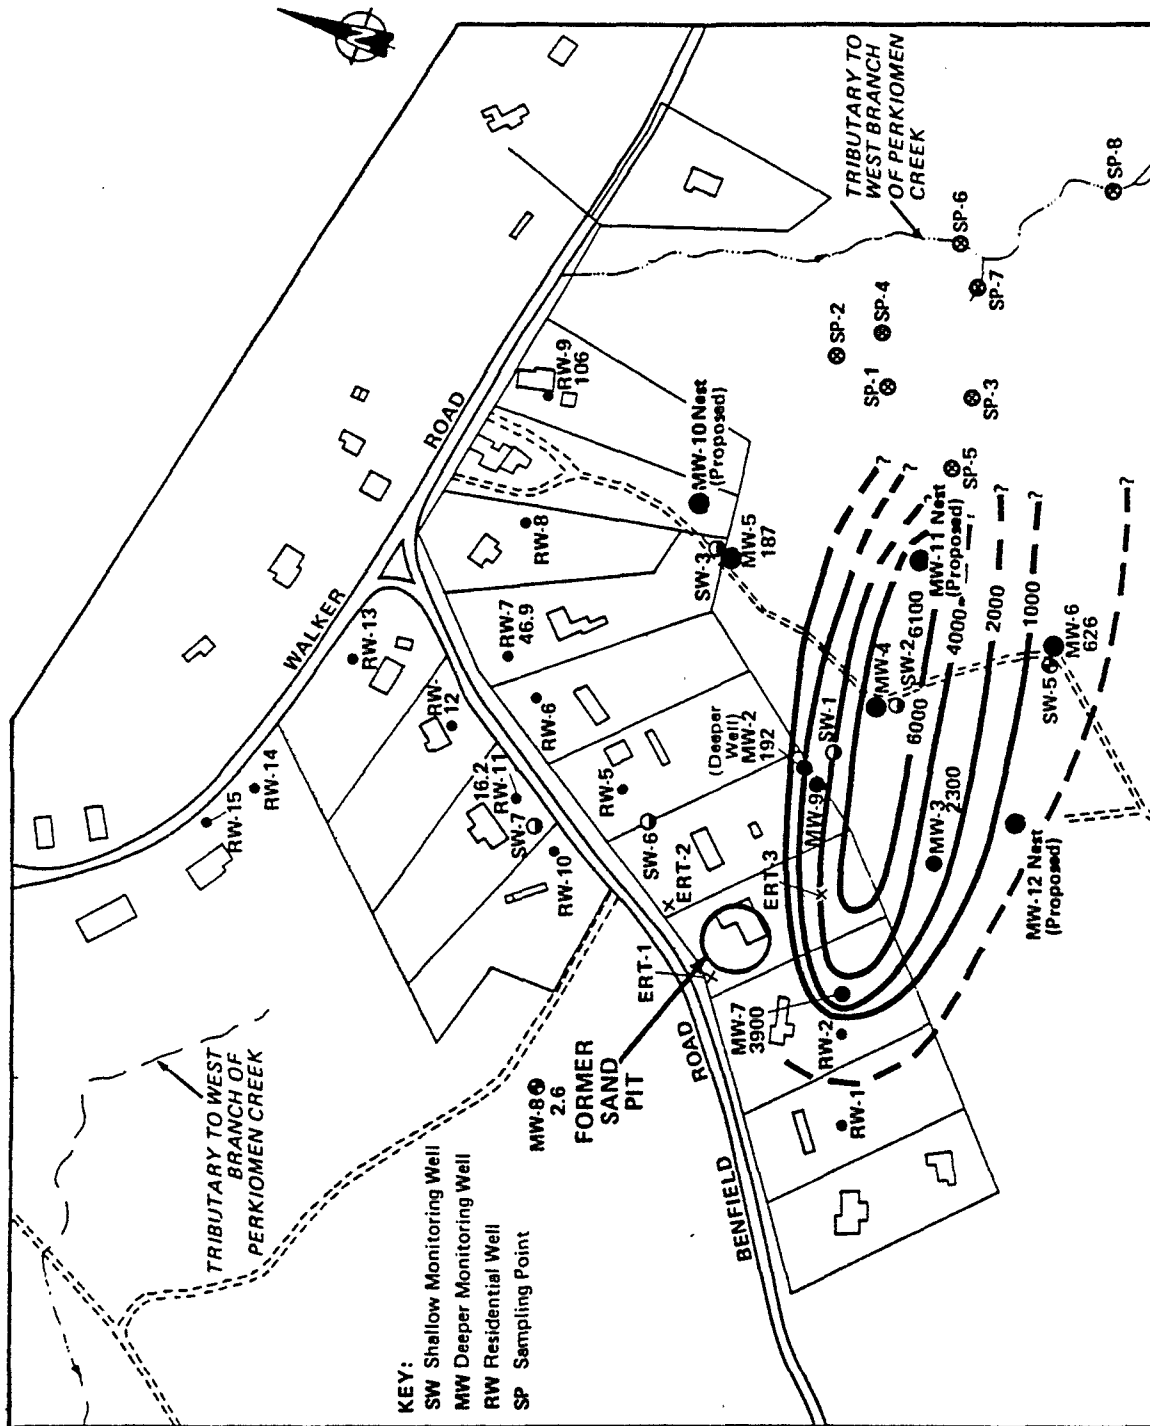 N
TRIBUTARY TO
WEST BRANCH
OF PERKIOMEN
CREEK
SP-8
SP-6
SP-7
SP-4
SP-2
SP-1
SP-3
SP-5
RW-9
106
ROAD
MW-10 Nest
(Proposed)
?
?
?
?
?
?
MW-11 Nest
(Proposed)
RW-8
SW-3
MW-5
187
WALKER
RW-13
RW-7
46.9
6100
4000
2000
1000
MW-6
626
SW-5
RW-
12
RW-6
MW-4
SW-2
6000
(Deeper
Well)
MW-2
192
SW-1
RW-14
RW-15
16.2
RW-11
SW-7
RW-5
MW-9
MW-3
2300
RW-10
SW-6
ERT-2
ERT-3
MW-12 Nest
(Proposed)
ERT-1
ROAD
MW-7
3900
RW-2
RW-1
TRIBUTARY TO WEST
BRANCH OF
PERKIOMEN CREEK
MW-8
2.6
FORMER
SAND
PIT
BENFIELD
KEY:
SW Shallow Monitoring Well
MW Deeper Monitoring Well
RW Residential Well
SP Sampling Point